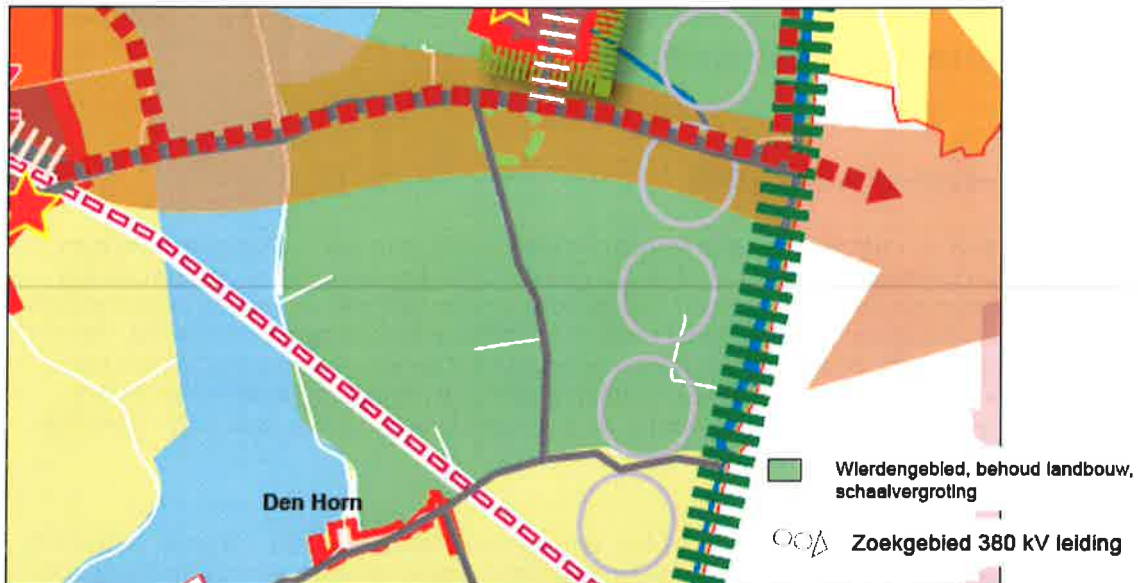 Den Horn
Wierdengebied, behoud landbouw,
schaalvergroting
Zoekgebied 380 kV leiding